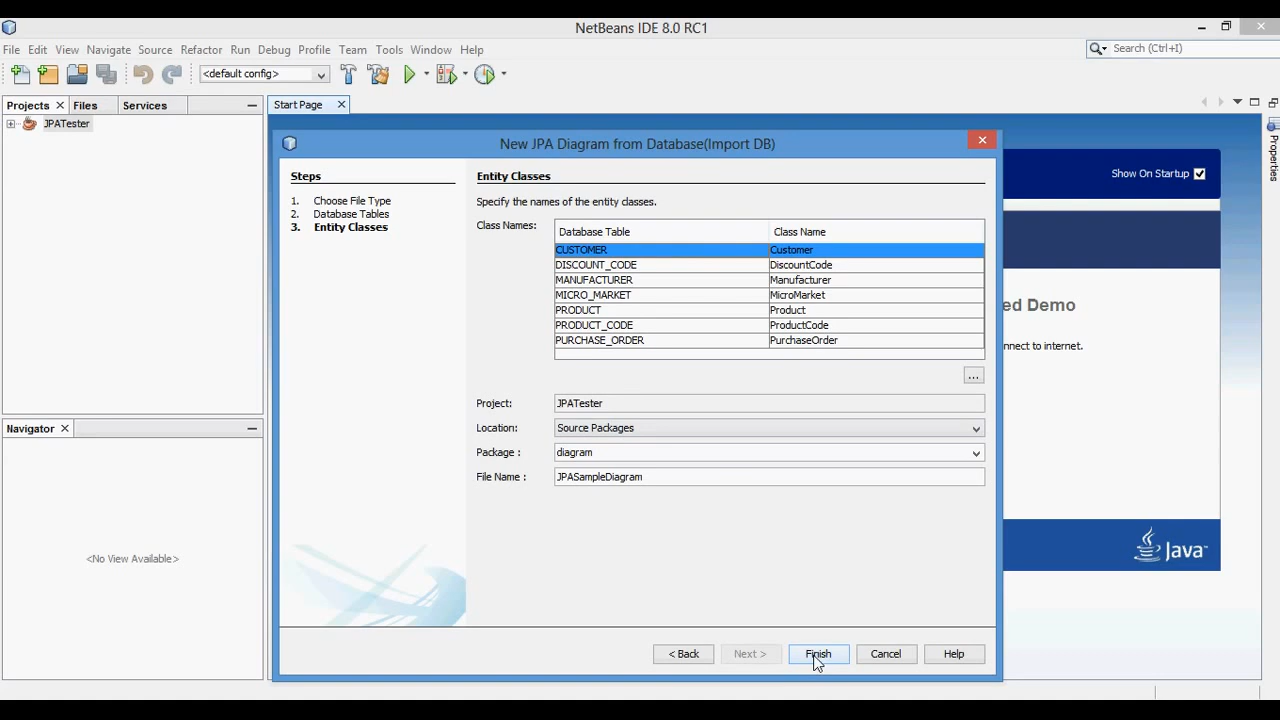 NetBeans IDE 8.0 RC1
File Edit View Navigate Source Refactor Run Debug Profile Team Tools Window Help
Search (Ctrl+I)
<default config>
Projects Files Services
Start Page
JPATester
Properties
New JPA Diagram from Database(Import DB)
Show On Startup
Steps
1. Choose File Type
2. Database Tables
3. Entity Classes
Entity Classes
Specify the names of the entity classes.
Class Names:
Database Table Class Name
CUSTOMER Customer
DISCOUNT_CODE DiscountCode
MANUFACTURER Manufacturer
MICRO_MARKET MicroMarket
PRODUCT Product
PRODUCT_CODE ProductCode
PURCHASE_ORDER PurchaseOrder
...
Project: JPATester
Location: Source Packages
Package : diagram
File Name : JPASampleDiagram
< Back Next > Finish Cancel Help
ed Demo
nnect to internet.
Java™
Navigator
<No View Available>